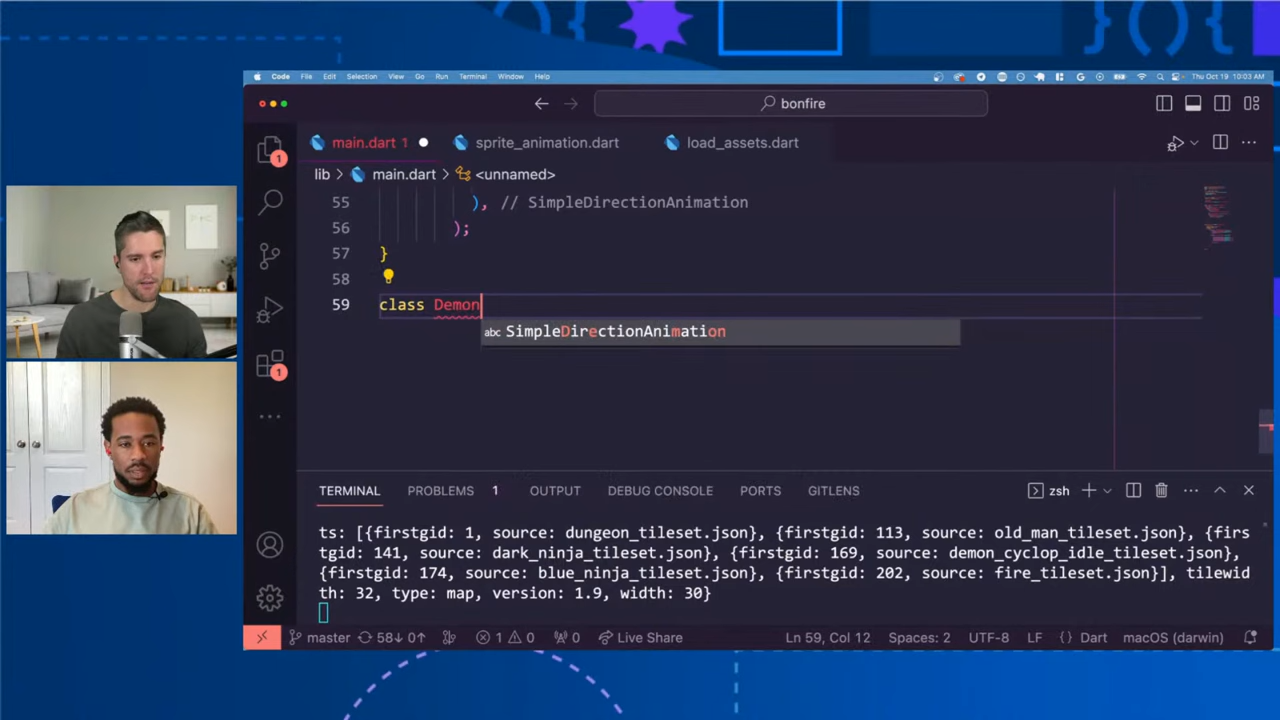 Code File Edit Selection View Go Run Terminal Window Help Thu Oct 19 10:03 AM
bonfire
main.dart 1 sprite_animation.dart load_assets.dart
lib > main.dart > <unnamed>
55 ), // SimpleDirectionAnimation
56 );
57 }
58
59 class Demon
abc SimpleDirectionAnimation
1
1
TERMINAL PROBLEMS 1 OUTPUT DEBUG CONSOLE PORTS GITLENS zsh
ts: [{firstgid: 1, source: dungeon_tileset.json}, {firstgid: 113, source: old_man_tileset.json}, {firs
tgid: 141, source: dark_ninja_tileset.json}, {firstgid: 169, source: demon_cyclop_idle_tileset.json},
{firstgid: 174, source: blue_ninja_tileset.json}, {firstgid: 202, source: fire_tileset.json}], tilewid
th: 32, type: map, version: 1.9, width: 30}
master 58↓ 0↑ 1 0 0 Live Share Ln 59, Col 12 Spaces: 2 UTF-8 LF {} Dart macOS (darwin)